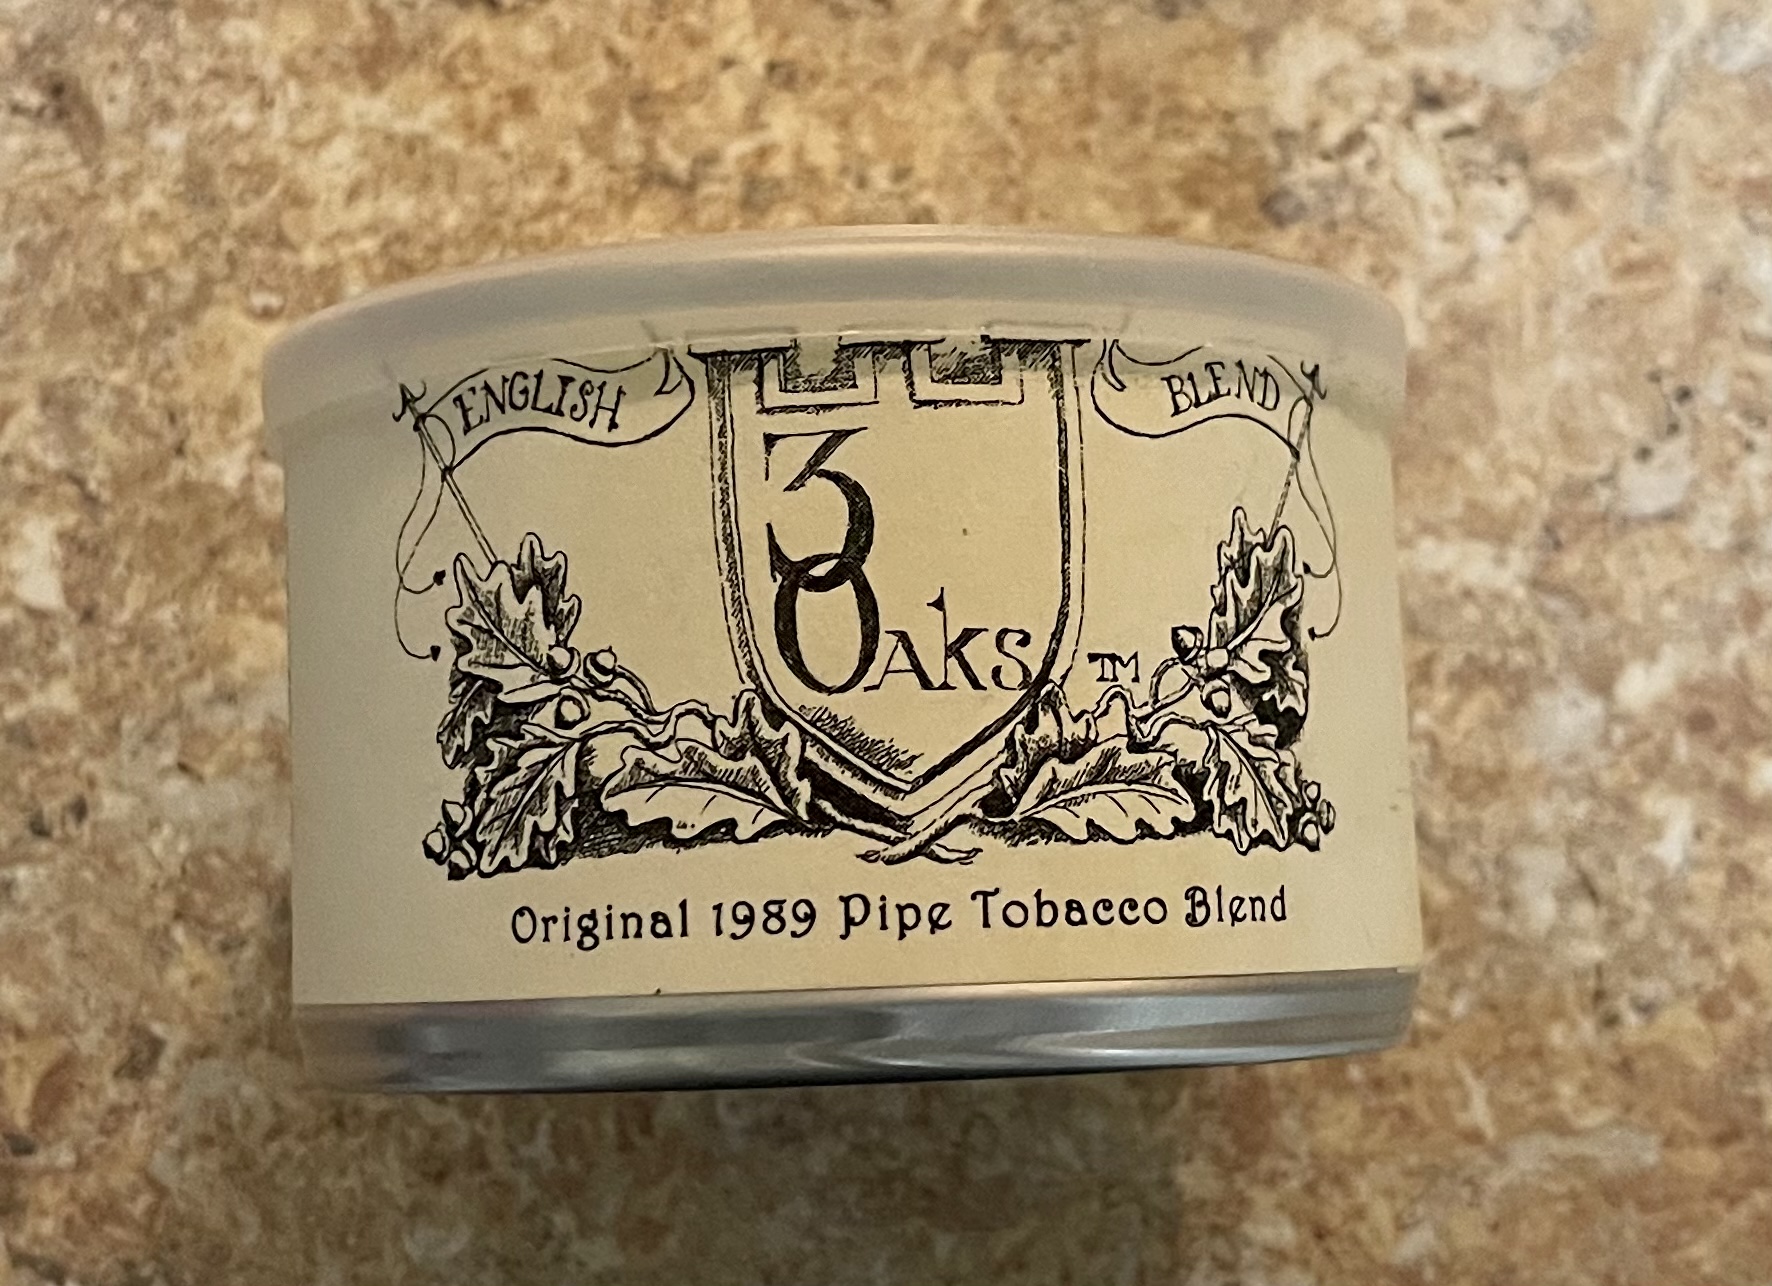 ENGLISH
BLEND
3
OAKS TM
Original 1989 Pipe Tobacco Blend